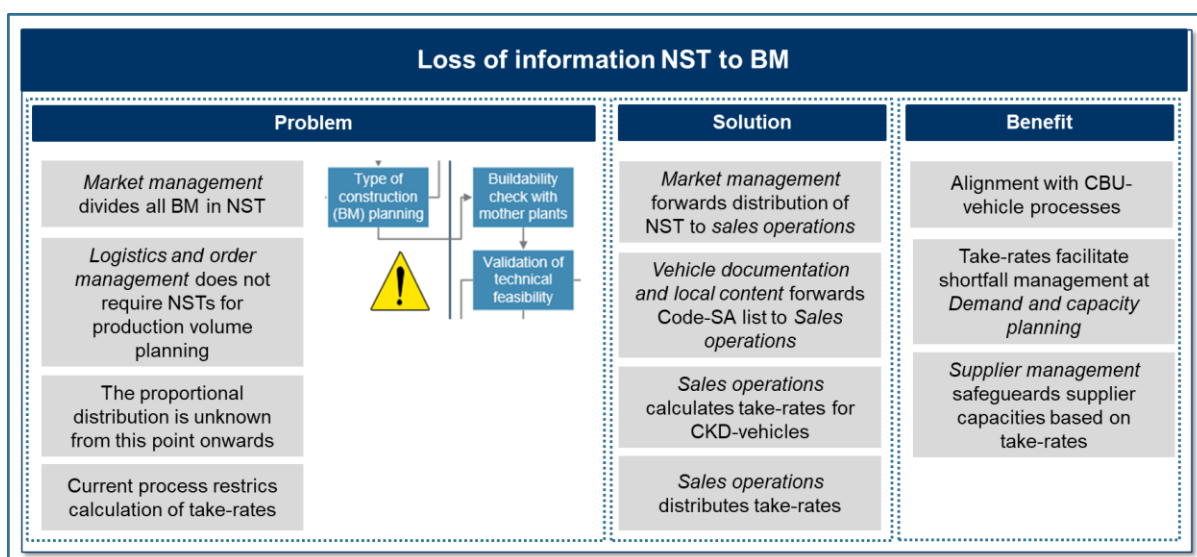 Loss of information NST to BM
Problem
Market management
divides all BM in NST
Logistics and order
management does not
require NSTs for
production volume
planning
The proportional
distribution is unknown
from this point onwards
Current process restrics
calculation of take-rates
Type of
construction
(BM) planning
Buildability
check with
mother plants
Validation of
technical
feasibility
!
Solution
Market management
forwards distribution of
NST to sales operations
Vehicle documentation
and local content forwards
Code-SA list to Sales
operations
Sales operations
calculates take-rates for
CKD-vehicles
Sales operations
distributes take-rates
Benefit
Alignment with CBU-
vehicle processes
Take-rates facilitate
shortfall management at
Demand and capacity
planning
Supplier management
safegueards supplier
capacities based on
take-rates